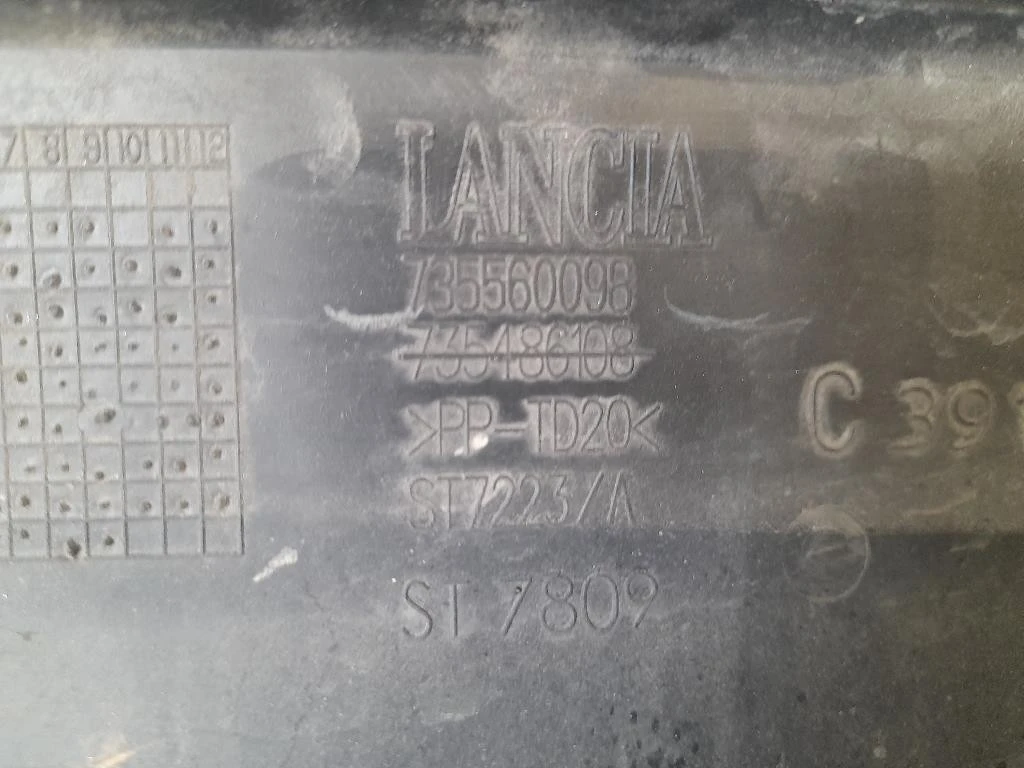 7 8 9 10 11 12
LANCIA
735560098
735486108
>PP-TD20<
C 39
ST7223/A
ST 7809